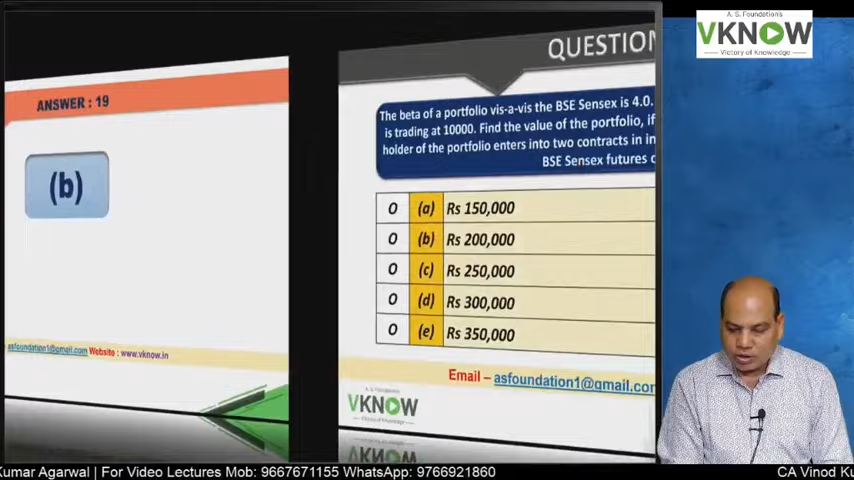 A. S. Foundation's
VKNOW
Victory of Knowledge
QUESTION
ANSWER : 19
(b)
The beta of a portfolio vis-a-vis the BSE Sensex is 4.0.
is trading at 10000. Find the value of the portfolio, if
holder of the portfolio enters into two contracts in in
BSE Sensex futures
O (a) Rs 150,000
O (b) Rs 200,000
O (c) Rs 250,000
O (d) Rs 300,000
O (e) Rs 350,000
asfoundation1@gmail.com Website : www.vknow.in
Email – asfoundation1@gmail.com
VKNOW
Kumar Agarwal | For Video Lectures Mob: 9667671155 WhatsApp: 9766921860
CA Vinod Ku